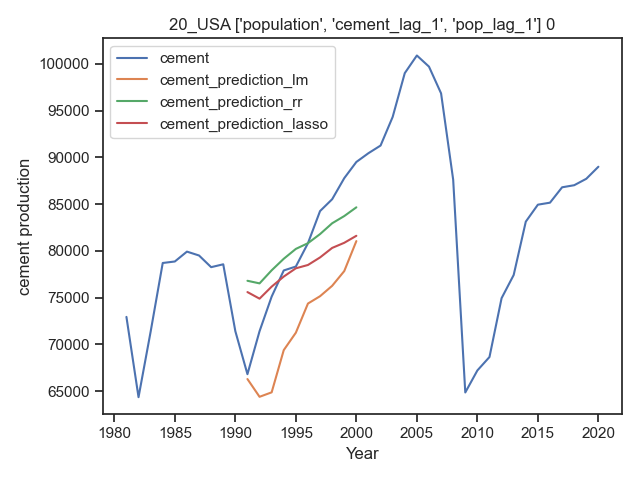 20_USA ['population', 'cement_lag_1', 'pop_lag_1'] 0
cement
cement_prediction_lm
cement_prediction_rr
cement_prediction_lasso
cement production
100000
95000
90000
85000
80000
75000
70000
65000
1980 1985 1990 1995 2000 2005 2010 2015 2020
Year